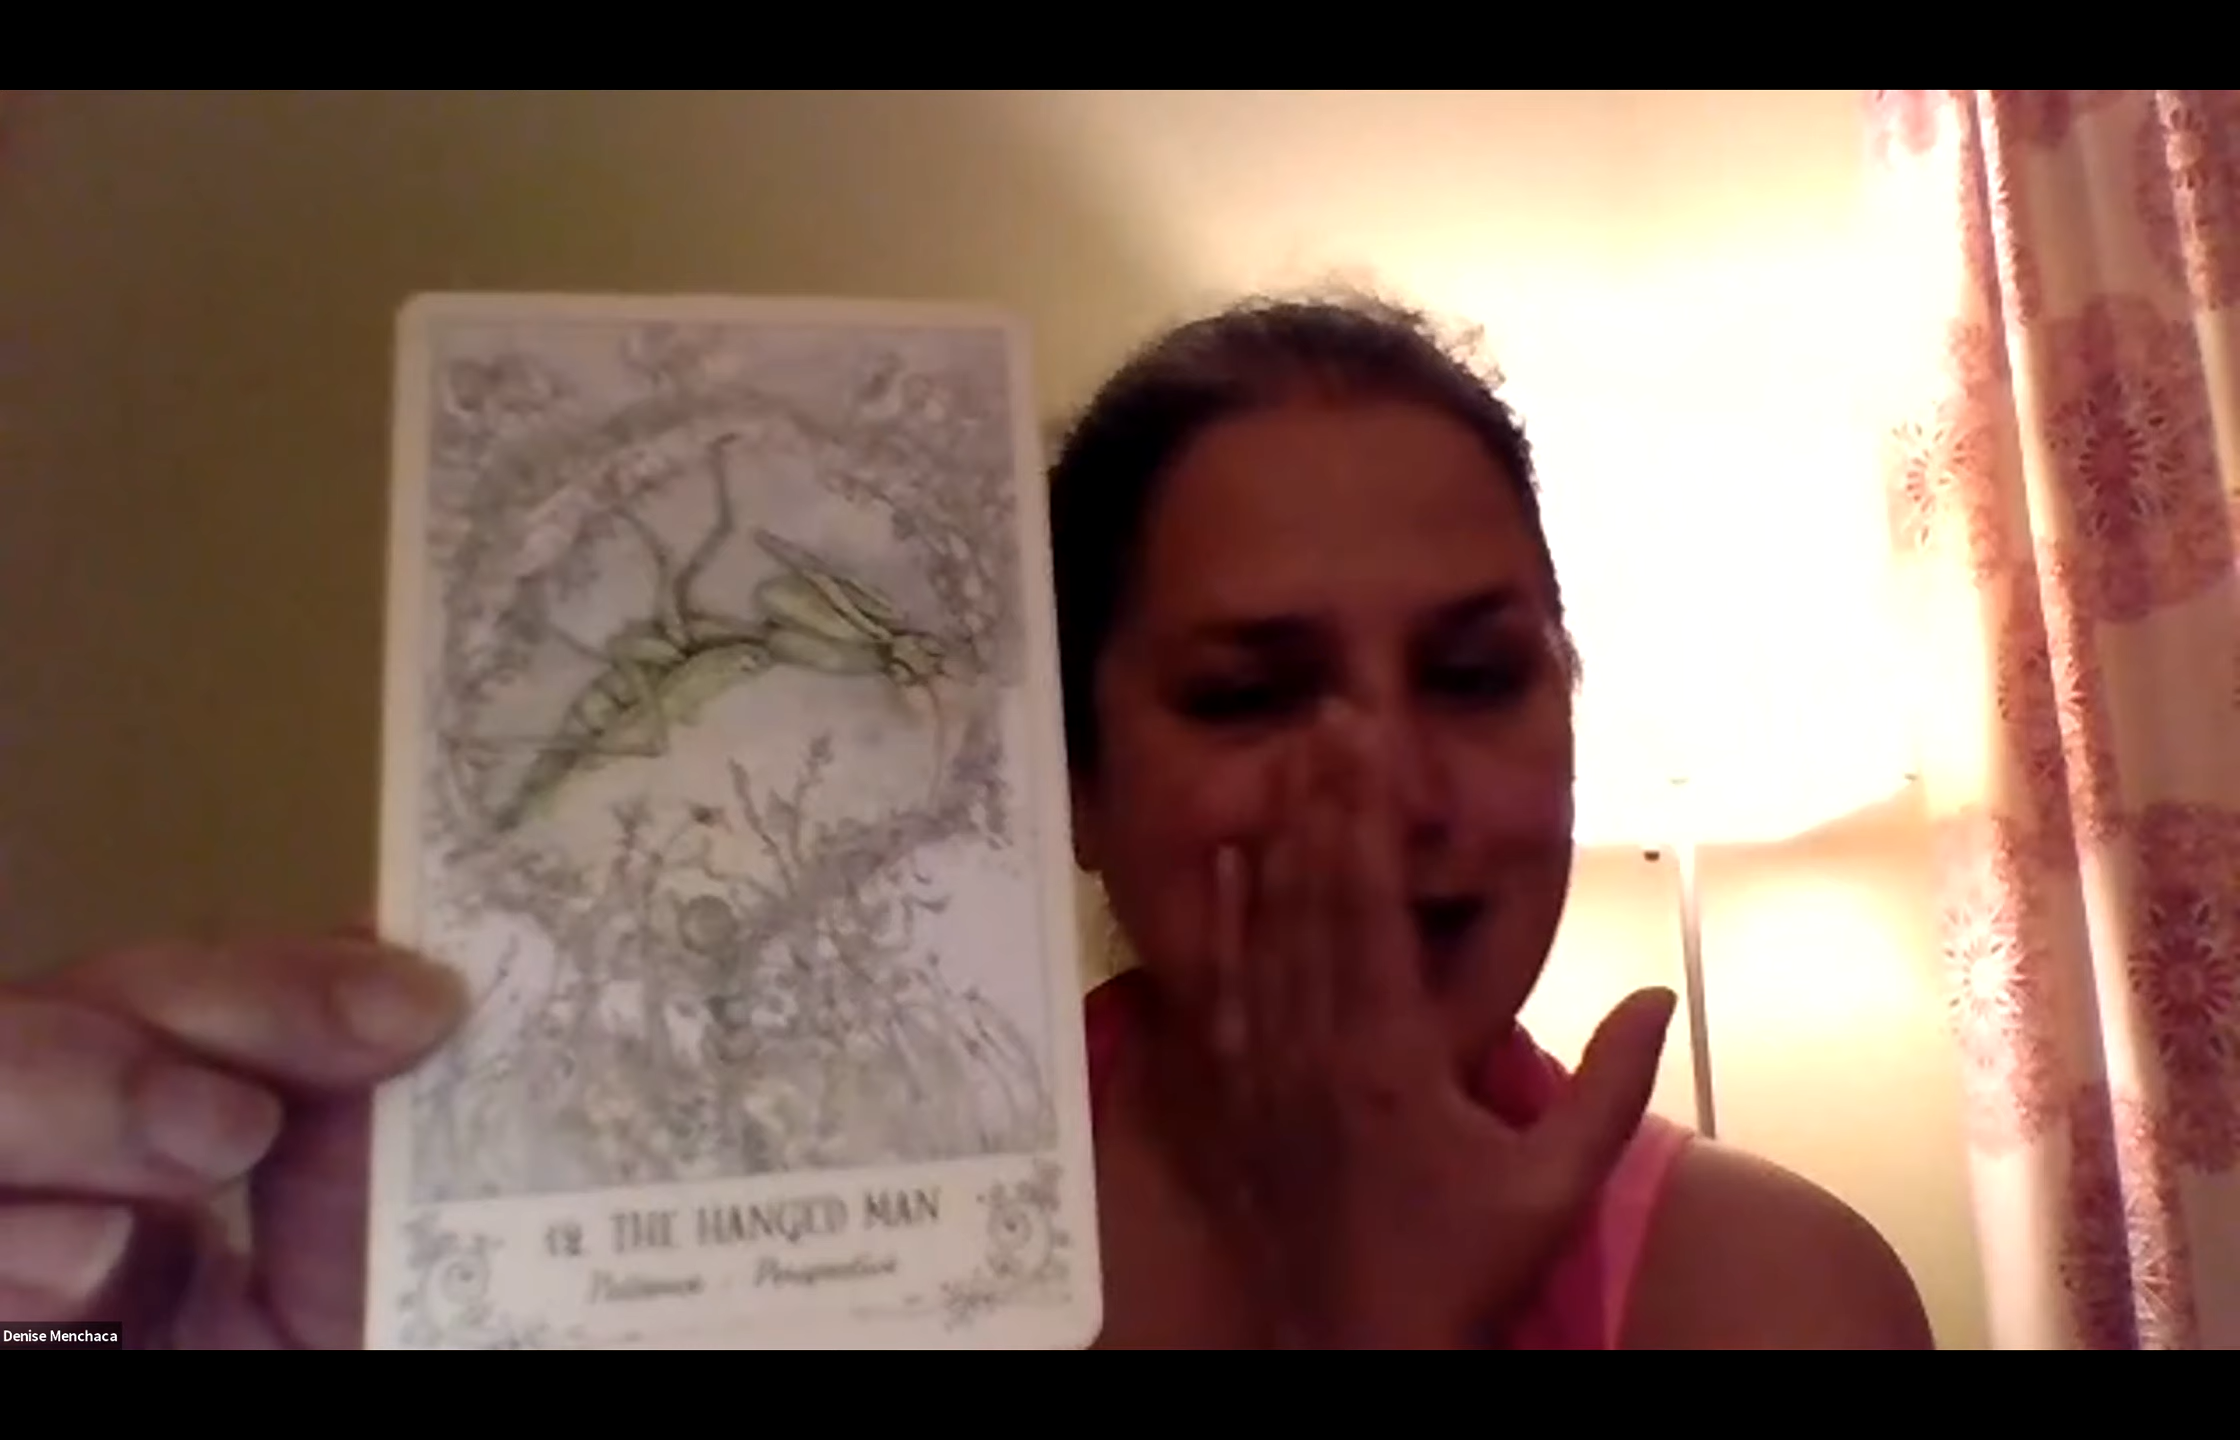 12. THE HANGED MAN
Patience - Perspective
Denise Menchaca